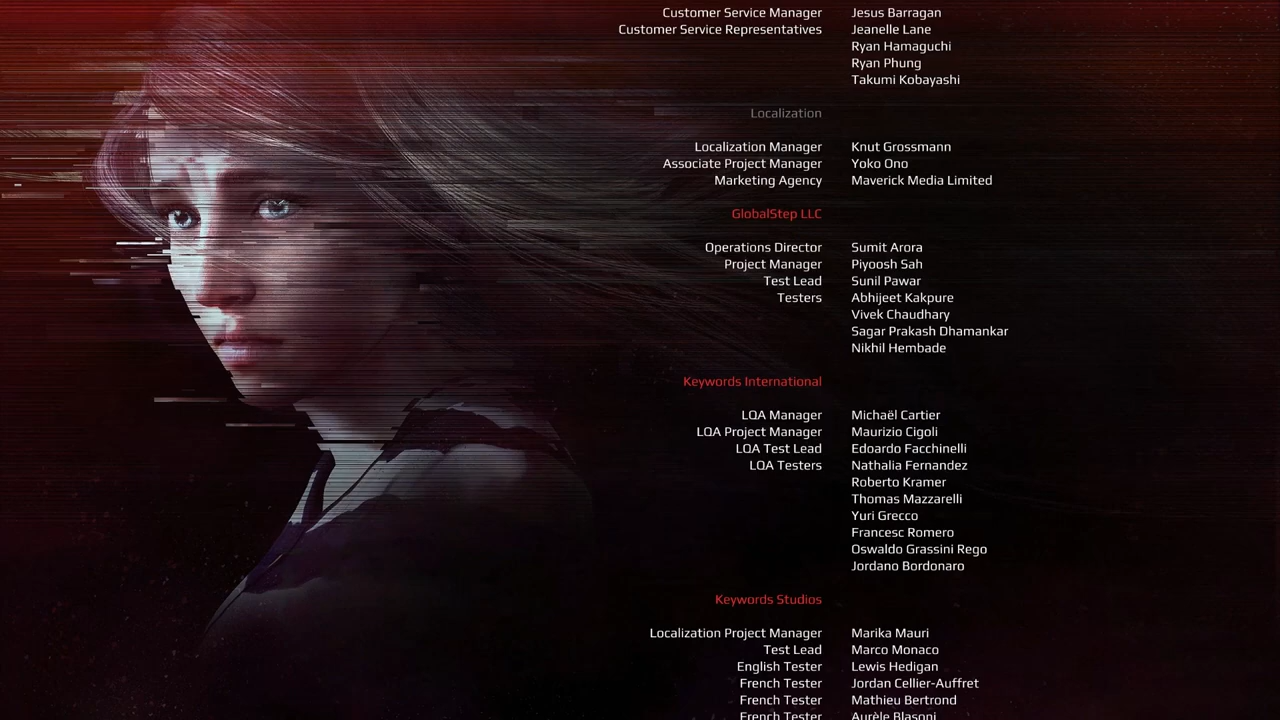 Customer Service Manager Jesus Barragan
Customer Service Representatives Jeanelle Lane
Ryan Hamaguchi
Ryan Phung
Takumi Kobayashi
Localization
Localization Manager Knut Grossmann
Associate Project Manager Yoko Ono
Marketing Agency Maverick Media Limited
GlobalStep LLC
Operations Director Sumit Arora
Project Manager Piyoosh Sah
Test Lead Sunil Pawar
Testers Abhijeet Kakpure
Vivek Chaudhary
Sagar Prakash Dhamankar
Nikhil Hembade
Keywords International
LQA Manager Michaël Cartier
LQA Project Manager Maurizio Cigoli
LQA Test Lead Edoardo Facchinelli
LQA Testers Nathalia Fernandez
Roberto Kramer
Thomas Mazzarelli
Yuri Grecco
Francesc Romero
Oswaldo Grassini Rego
Jordano Bordonaro
Keywords Studios
Localization Project Manager Marika Mauri
Test Lead Marco Monaco
English Tester Lewis Hedigan
French Tester Jordan Cellier-Auffret
French Tester Mathieu Bertrond
French Tester Aurèle Blasoni